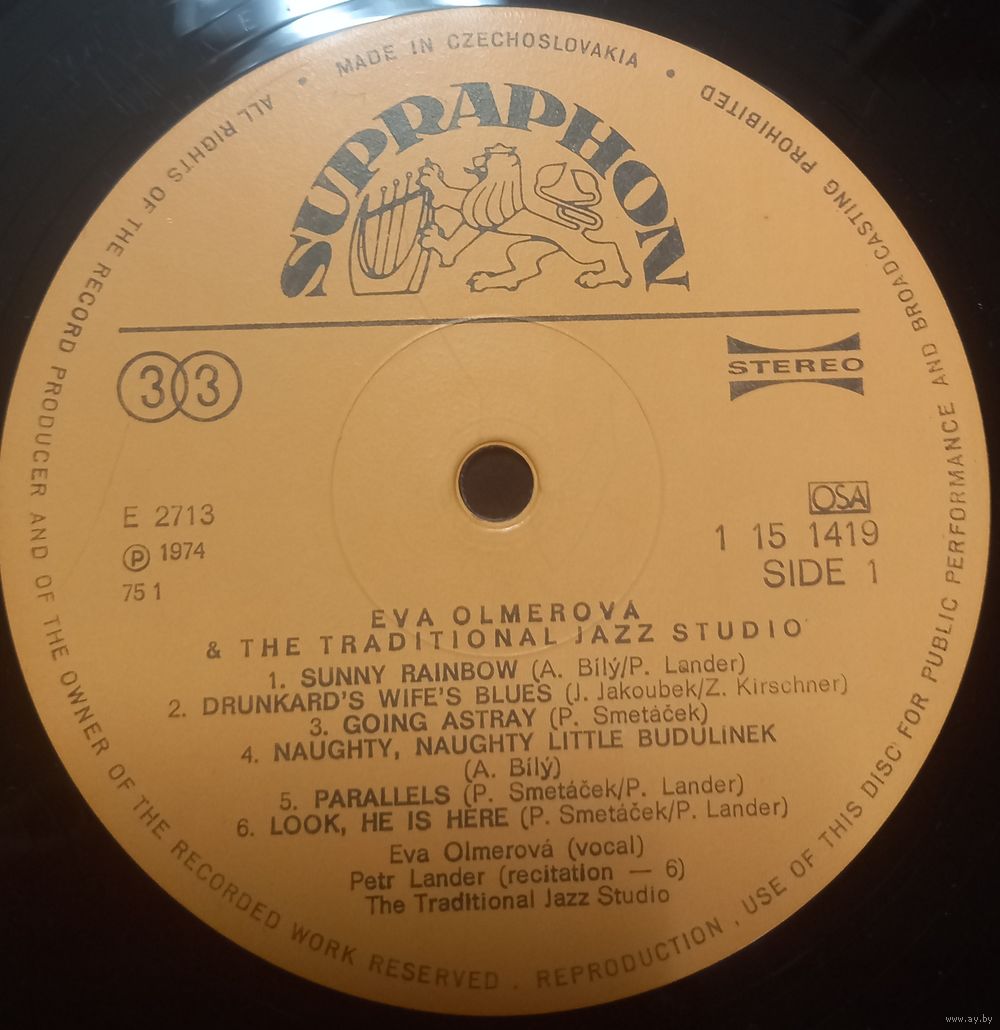 MADE IN CZECHOSLOVAKIA
ALL RIGHTS OF THE RECORD PRODUCER AND OF THE OWNER OF THE RECORDED WORK RESERVED . REPRODUCTION , USE OF THIS DISC FOR PUBLIC PERFORMANCE AND BROADCASTING PROHIBITED
SUPRAPHON
33
STEREO
E 2713
Ⓟ 1974
75 1
OSA
1 15 1419
SIDE 1
EVA OLMEROVÁ
& THE TRADITIONAL JAZZ STUDIO
1. SUNNY RAINBOW (A. Bílý/P. Lander)
2. DRUNKARD'S WIFE'S BLUES (J. Jakoubek/Z. Kirschner)
3. GOING ASTRAY (P. Smetáček)
4. NAUGHTY, NAUGHTY LITTLE BUDULÍNEK
(A. Bílý)
5. PARALLELS (P. Smetáček/P. Lander)
6. LOOK, HE IS HERE (P. Smetáček/P. Lander)
Eva Olmerová (vocal)
Petr Lander (recitation — 6)
The Traditional Jazz Studio
www.ay.by